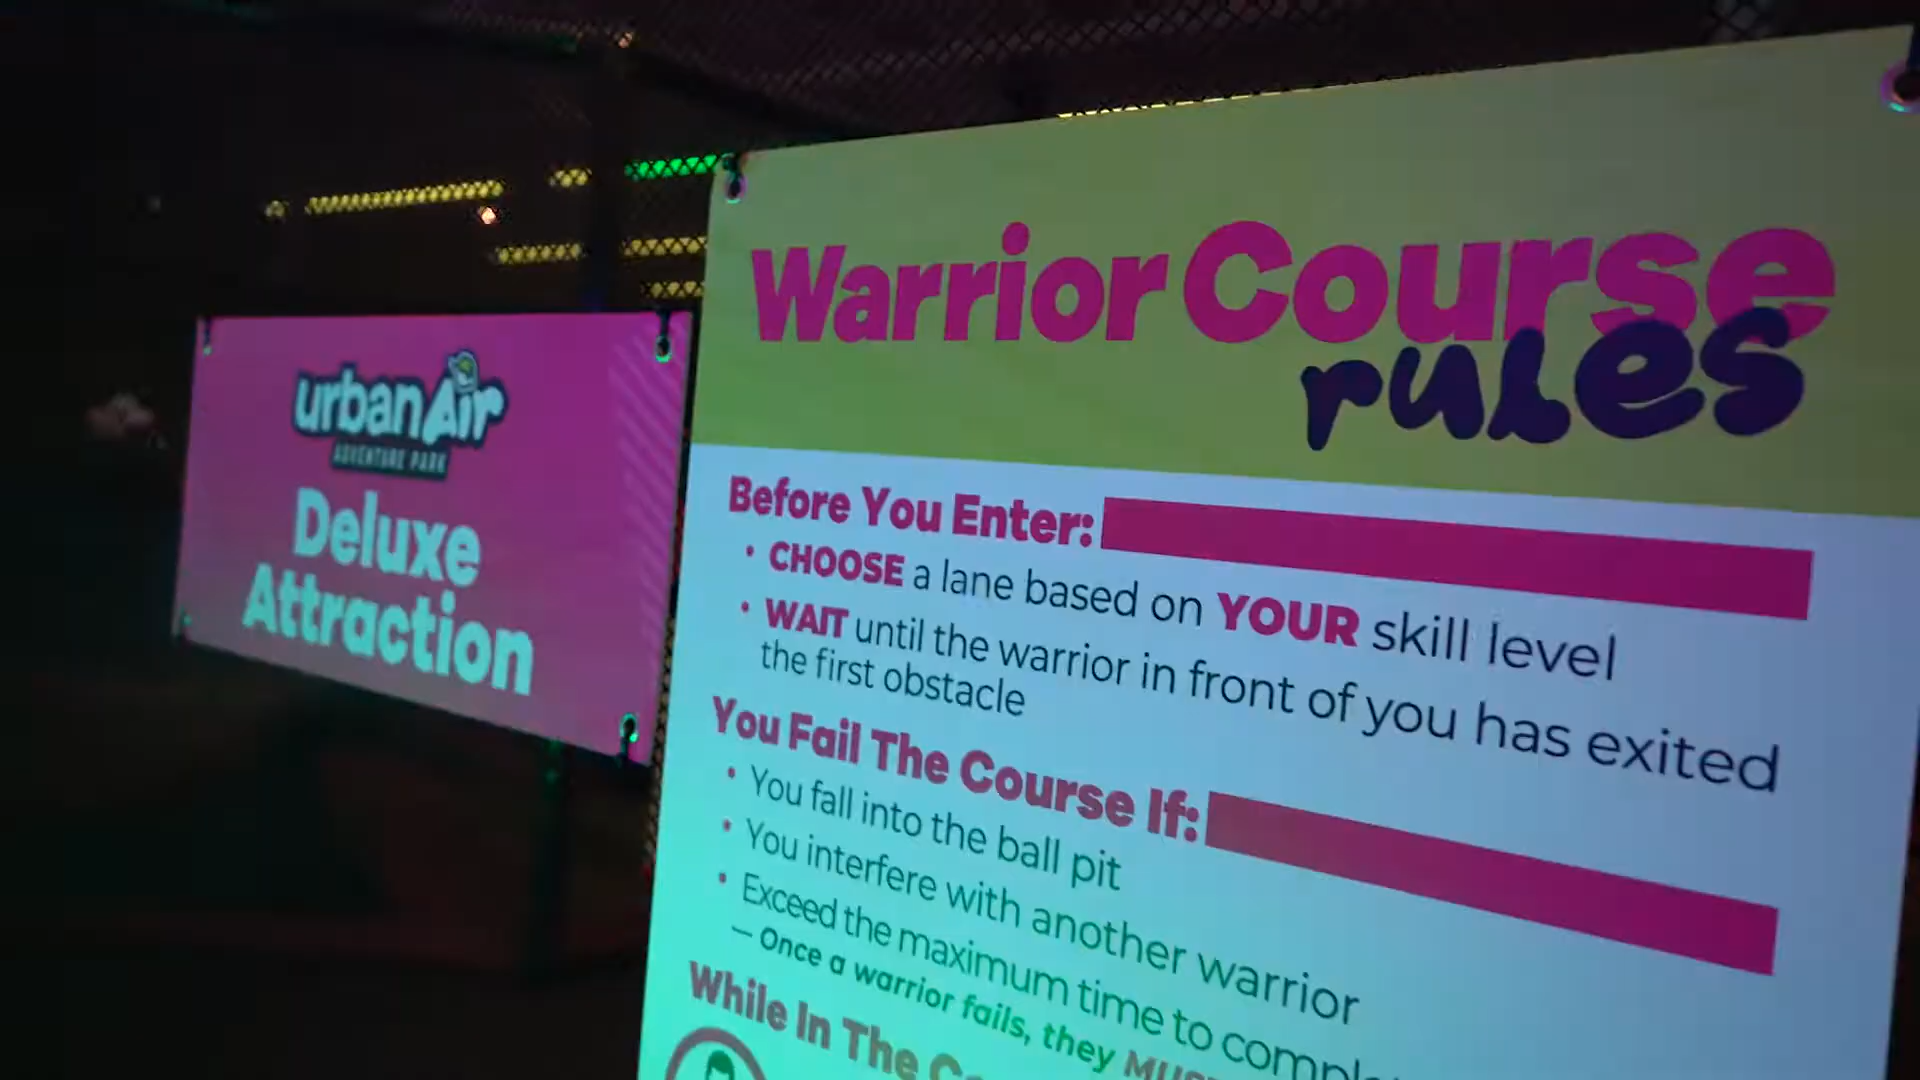 urbanAir
ADVENTURE PARK
Deluxe
Attraction
Warrior Course
rules
Before You Enter:
• CHOOSE a lane based on YOUR skill level
• WAIT until the warrior in front of you has exited
the first obstacle
You Fail The Course If:
• You fall into the ball pit
• You interfere with another warrior
• Exceed the maximum time to
— Once a warrior fails, they
While In The